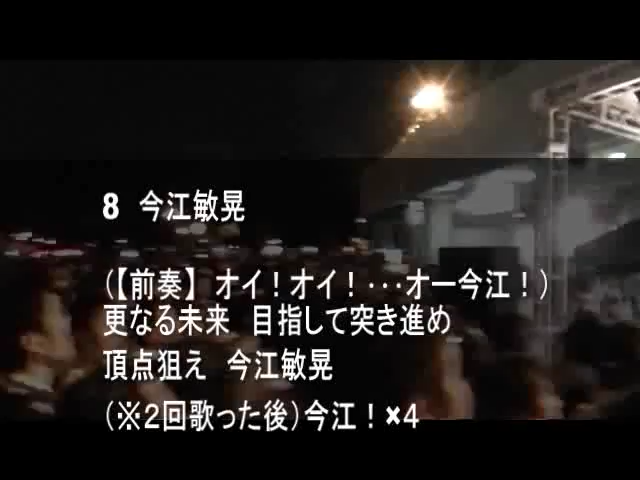 8 今江敏晃
(【前奏】オイ！オイ！･･･オー今江！)
更なる未来　目指して突き進め
頂点狙え　今江敏晃
(※2回歌った後)今江！×4